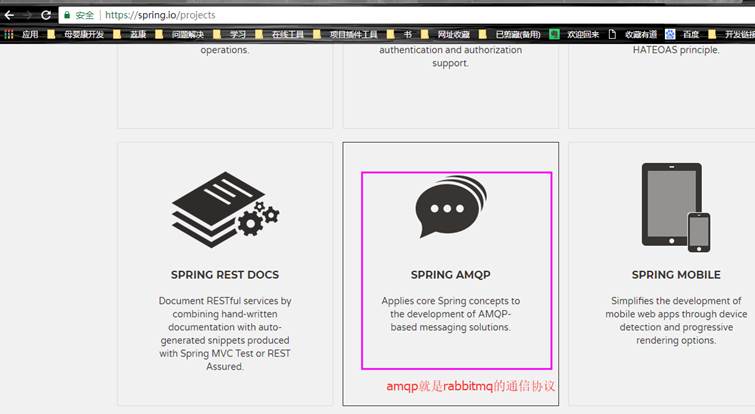 安全 | https://spring.io/projects
应用 母婴康开发 蓝康 问题解决 学习 在线工具 项目插件工具 书 网址收藏 已剪藏(备用) 欢迎回来 收藏有道 百度 开发链接
operations.
authentication and authorization
support.
HATEOAS principle.
SPRING REST DOCS
Document RESTful services by
combining hand-written
documentation with auto-
generated snippets produced
with Spring MVC Test or REST
Assured.
SPRING AMQP
Applies core Spring concepts to
the development of AMQP-
based messaging solutions.
amqp就是rabbitmq的通信协议
SPRING MOBILE
Simplifies the development of
mobile web apps through device
detection and progressive
rendering options.